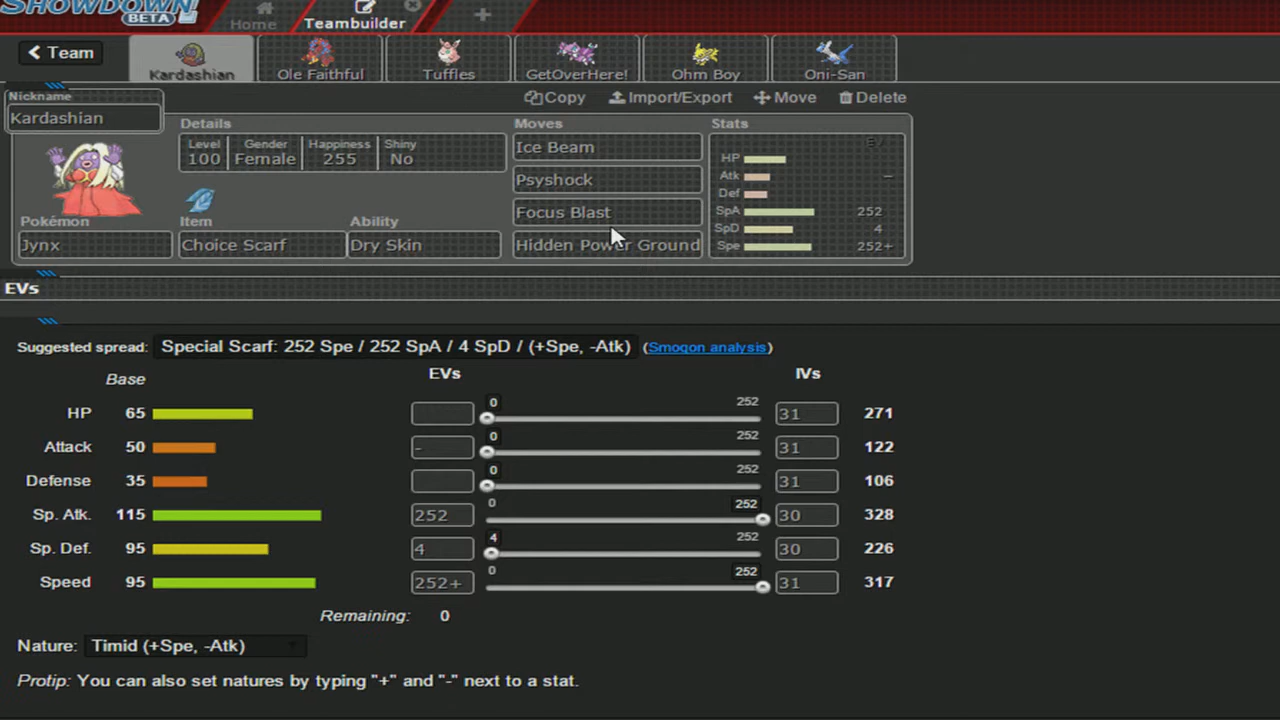 SHOWDOWN
BETA
Home
Teambuilder
+
Team
Kardashian
Ole Faithful
Tuffles
GetOverHere!
Ohm Boy
Oni-San
Nickname
Kardashian
Copy
Import/Export
Move
Delete
Details
Level
100
Gender
Female
Happiness
255
Shiny
No
Pokémon
Jynx
Item
Choice Scarf
Ability
Dry Skin
Moves
Ice Beam
Psyshock
Focus Blast
Hidden Power Ground
Stats
EV
HP
Atk –
Def
SpA 252
SpD 4
Spe 252+
EVs
Suggested spread: Special Scarf: 252 Spe / 252 SpA / 4 SpD / (+Spe, -Atk) (Smogon analysis)
Base EVs IVs
HP 65 0 252 31 271
Attack 50 - 0 252 31 122
Defense 35 0 252 31 106
Sp. Atk. 115 252 0 252 30 328
Sp. Def. 95 4 4 252 30 226
Speed 95 252+ 0 252 31 317
Remaining: 0
Nature: Timid (+Spe, -Atk)
Protip: You can also set natures by typing "+" and "-" next to a stat.